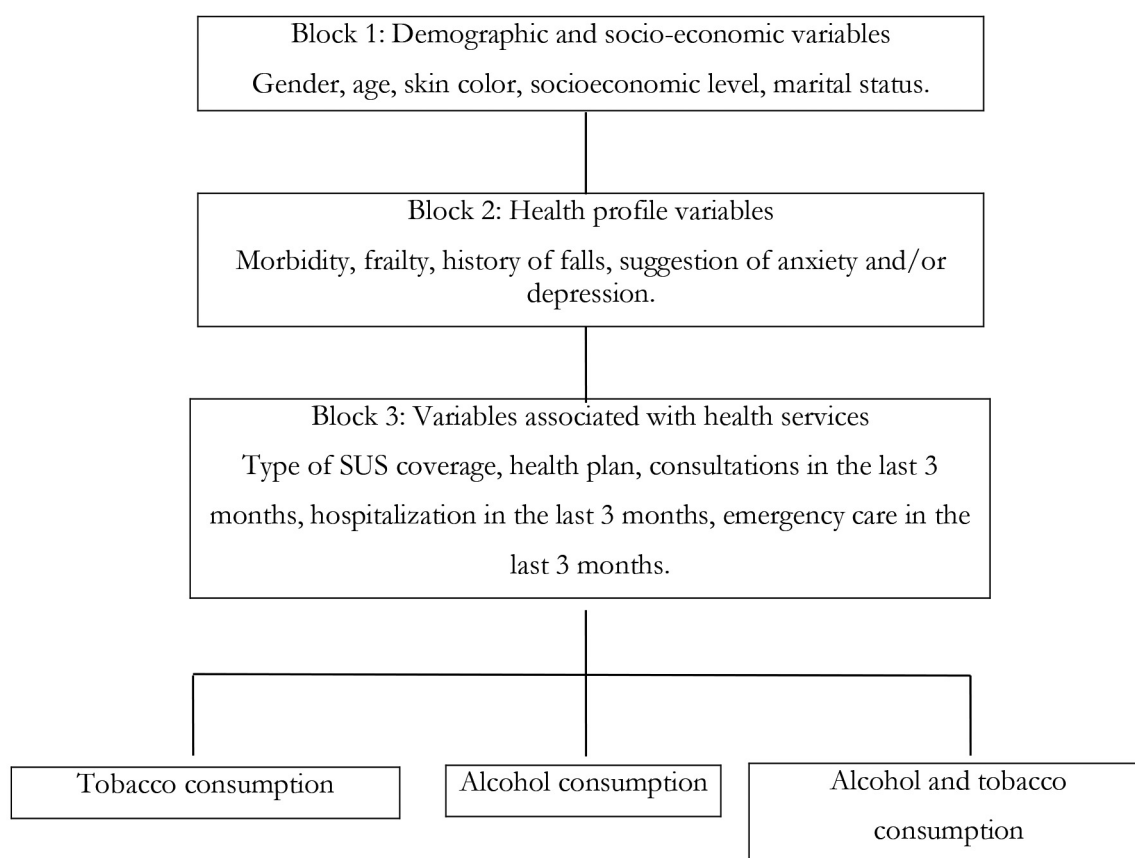 Block 1: Demographic and socio-economic variables
Gender, age, skin color, socioeconomic level, marital status.
Block 2: Health profile variables
Morbidity, frailty, history of falls, suggestion of anxiety and/or
depression.
Block 3: Variables associated with health services
Type of SUS coverage, health plan, consultations in the last 3
months, hospitalization in the last 3 months, emergency care in the
last 3 months.
Tobacco consumption
Alcohol consumption
Alcohol and tobacco
consumption